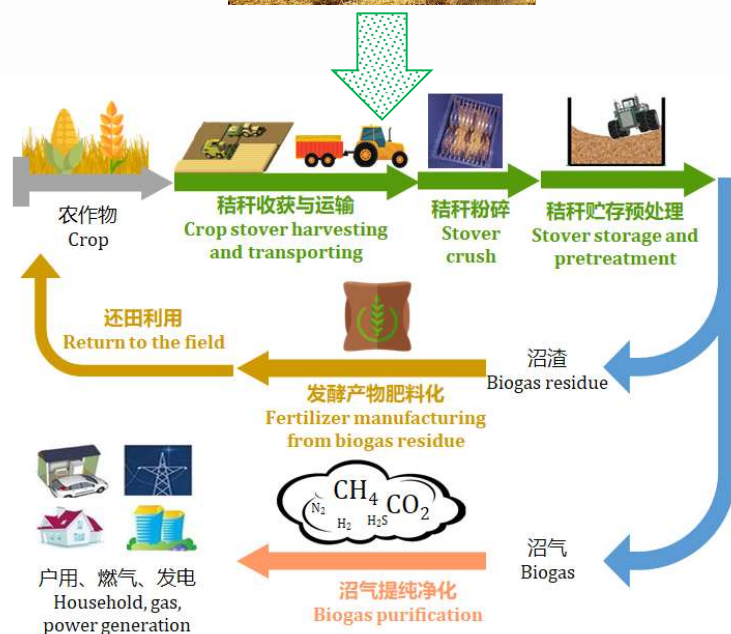 农作物
Crop
秸秆收获与运输
Crop stover harvesting
and transporting
秸秆粉碎
Stover
crush
秸秆贮存预处理
Stover storage and
pretreatment
还田利用
Return to the field
发酵产物肥料化
Fertilizer manufacturing
from biogas residue
沼渣
Biogas residue
CH₄ CO₂
N₂ H₂ H₂S
户用、燃气、发电
Household, gas,
power generation
沼气提纯净化
Biogas purification
沼气
Biogas